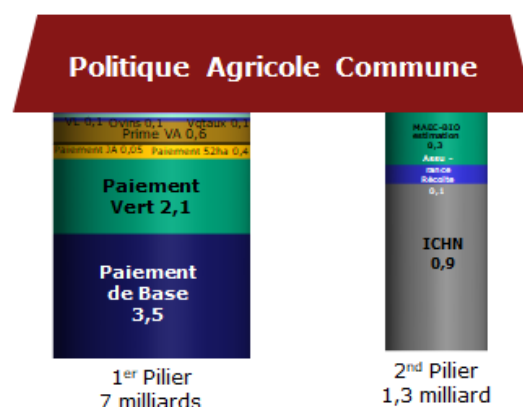 Politique Agricole Commune
VL 0,1 Ovins 0,1 Vgtaux 0,1
Prime VA 0,6
Paiement JA 0,05 Paiement 52ha 0,4
Paiement
Vert 2,1
Paiement
de Base
3,5
1er Pilier
7 milliards
MAEC-BIO
estimation
0,3
Assu -
rance
Récolte
0,1
ICHN
0,9
2nd Pilier
1,3 milliard